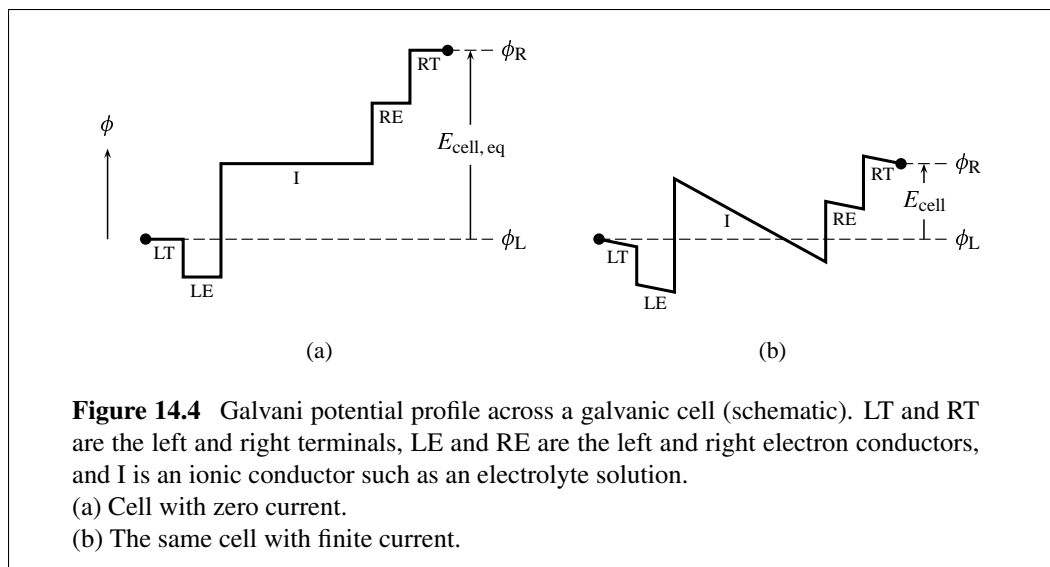 ϕ
LT
LE
I
RE
RT
ϕR
Ecell, eq
ϕL
(a)
LT
LE
I
RE
RT
ϕR
Ecell
ϕL
(b)
Figure 14.4 Galvani potential profile across a galvanic cell (schematic). LT and RT
are the left and right terminals, LE and RE are the left and right electron conductors,
and I is an ionic conductor such as an electrolyte solution.
(a) Cell with zero current.
(b) The same cell with finite current.